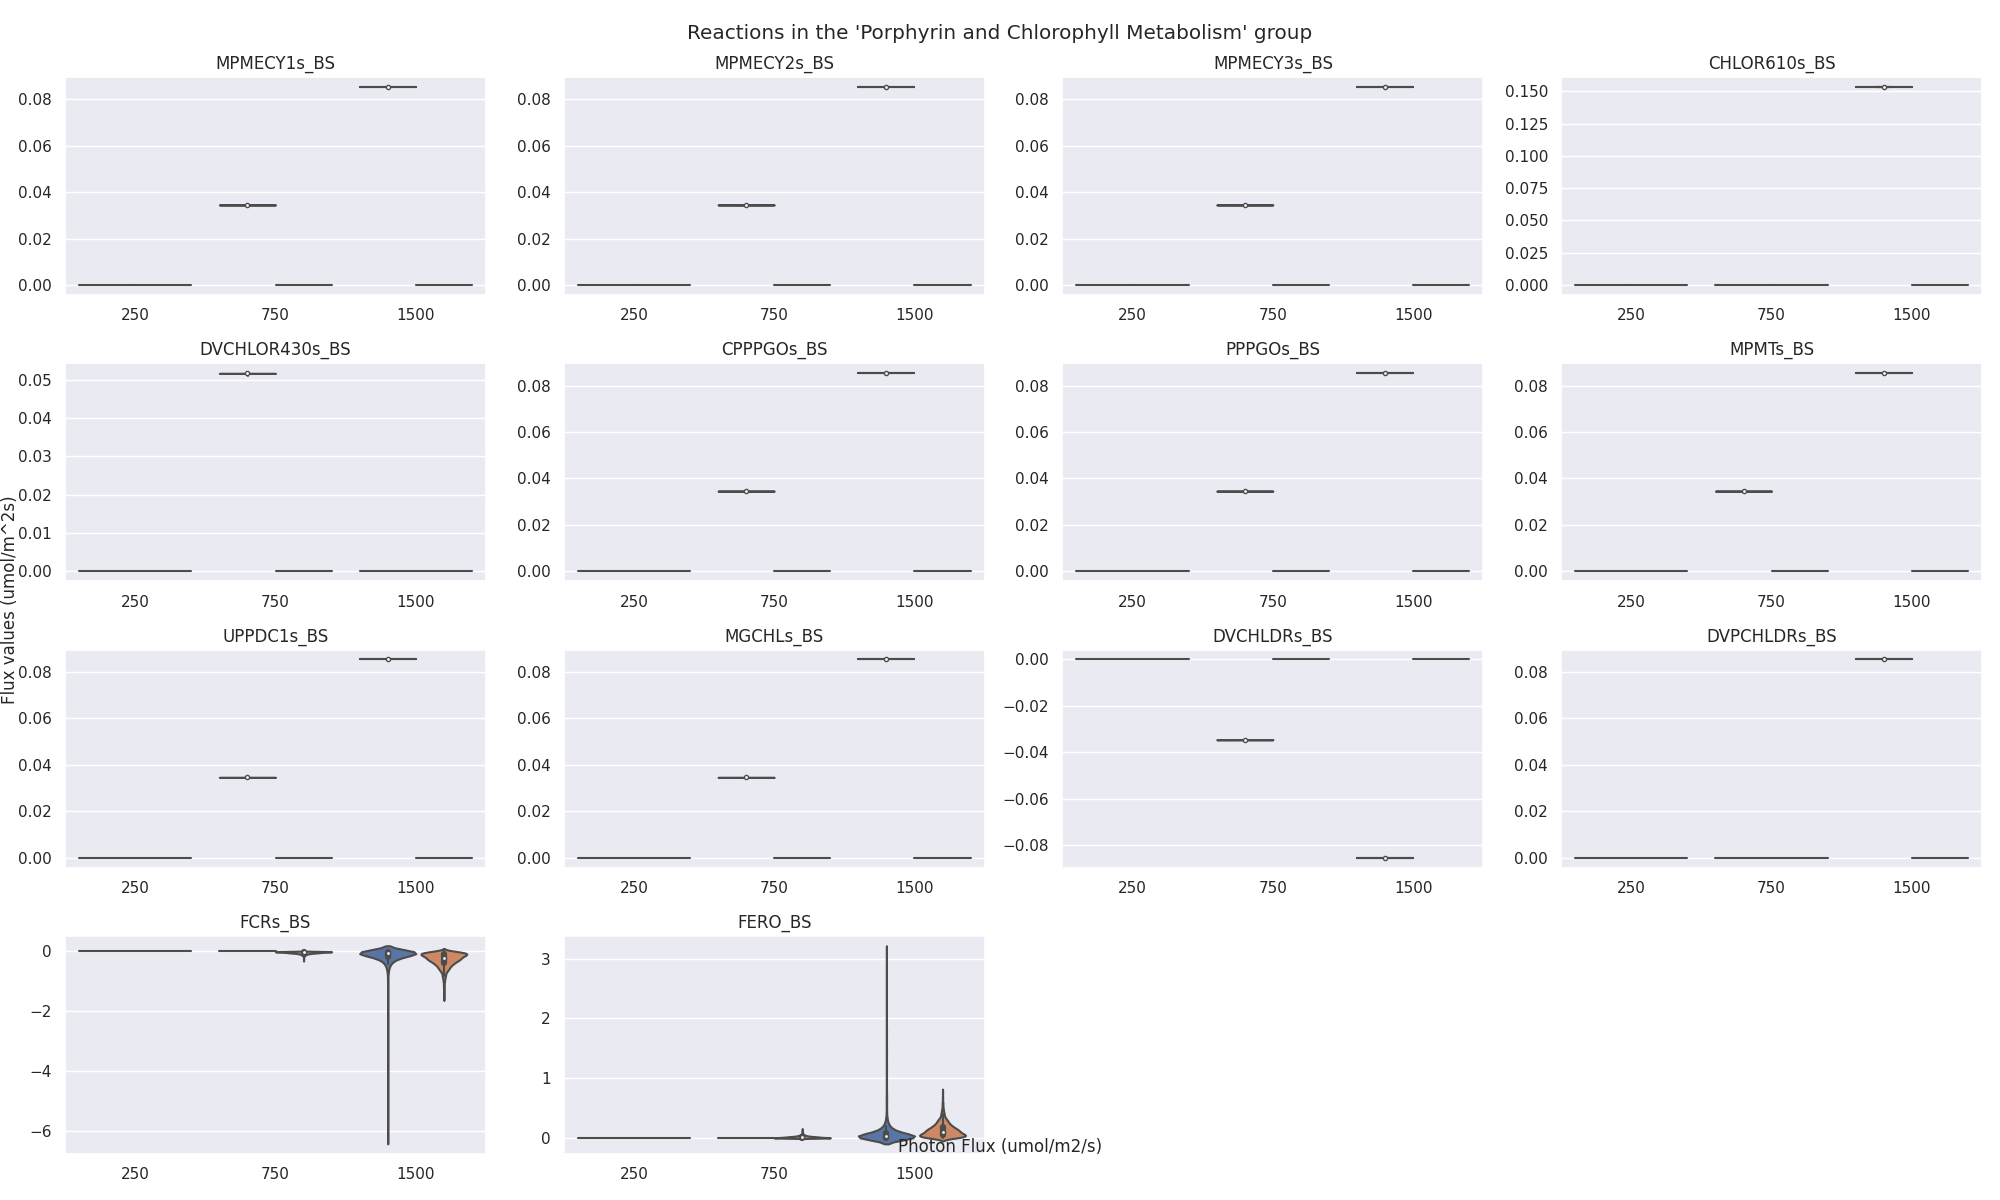 Reactions in the 'Porphyrin and Chlorophyll Metabolism' group
MPMECY1s_BS
MPMECY2s_BS
MPMECY3s_BS
CHLOR610s_BS
0.08
0.06
0.04
0.02
0.00
250 750 1500
0.08
0.06
0.04
0.02
0.00
250 750 1500
0.08
0.06
0.04
0.02
0.00
250 750 1500
0.150
0.125
0.100
0.075
0.050
0.025
0.000
250 750 1500
DVCHLOR430s_BS
CPPPGOs_BS
PPPGOs_BS
MPMTs_BS
0.05
0.04
0.03
0.02
0.01
0.00
250 750 1500
0.08
0.06
0.04
0.02
0.00
250 750 1500
0.08
0.06
0.04
0.02
0.00
250 750 1500
0.08
0.06
0.04
0.02
0.00
250 750 1500
Flux values (umol/m^2s)
UPPDC1s_BS
MGCHLs_BS
DVCHLDRs_BS
DVPCHLDRs_BS
0.08
0.06
0.04
0.02
0.00
250 750 1500
0.08
0.06
0.04
0.02
0.00
250 750 1500
0.00
−0.02
−0.04
−0.06
−0.08
250 750 1500
0.08
0.06
0.04
0.02
0.00
250 750 1500
FCRs_BS
FERO_BS
0
−2
−4
−6
250 750 1500
3
2
1
0
250 750 1500
Photon Flux (umol/m2/s)